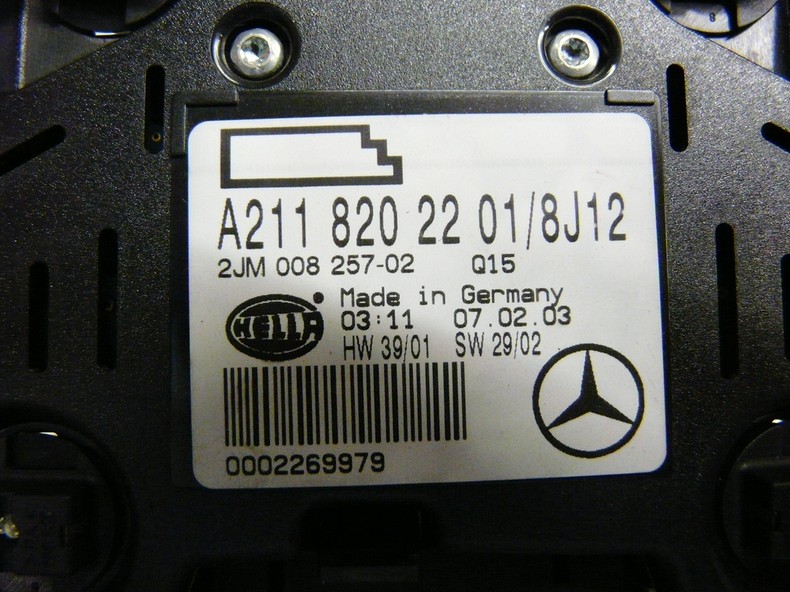 A211 820 22 01/8J12
2JM 008 257-02 Q15
HELLA
Made in Germany
03:11 07.02.03
HW 39/01 SW 29/02
0002269979
8